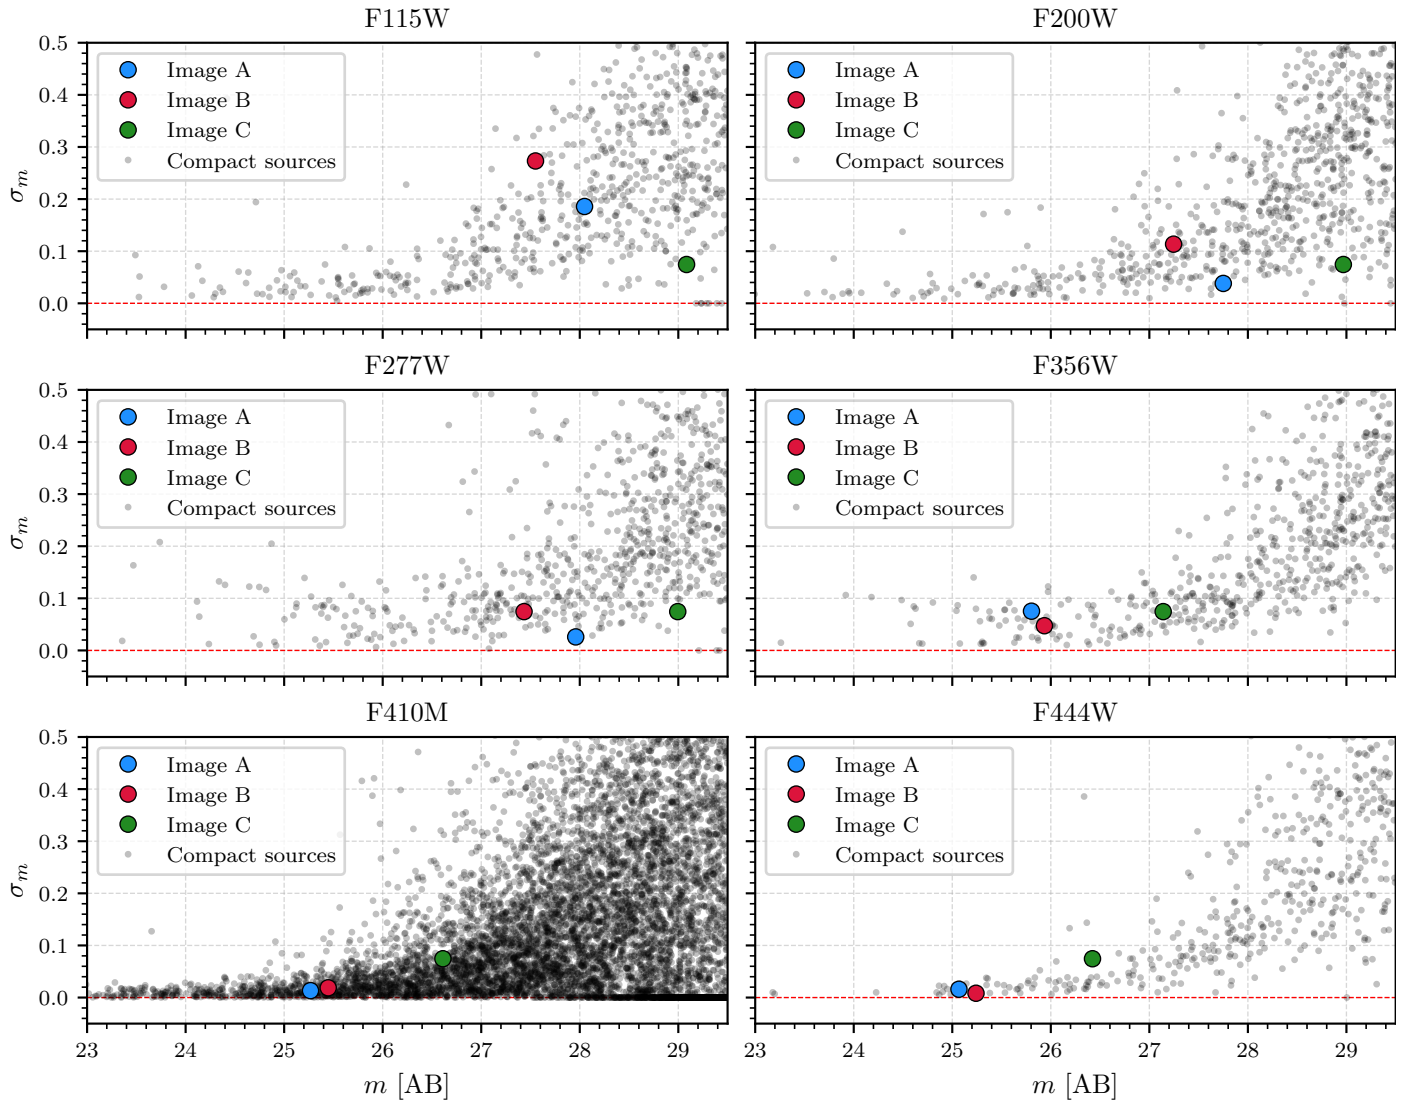 F115W
F200W
0.5
0.4
0.3
0.2
0.1
0.0
σm
Image A
Image B
Image C
Compact sources
Image A
Image B
Image C
Compact sources
F277W
F356W
0.5
0.4
0.3
0.2
0.1
0.0
σm
Image A
Image B
Image C
Compact sources
Image A
Image B
Image C
Compact sources
F410M
F444W
0.5
0.4
0.3
0.2
0.1
0.0
σm
Image A
Image B
Image C
Compact sources
Image A
Image B
Image C
Compact sources
23 24 25 26 27 28 29
23 24 25 26 27 28 29
m [AB]
m [AB]